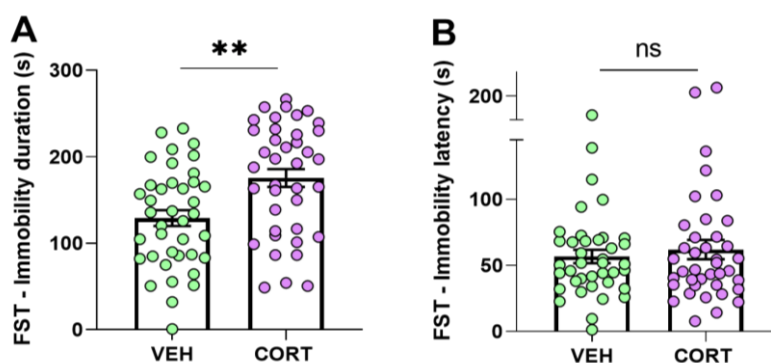 A
FST - Immobility duration (s)
**
300
200
100
0
VEH CORT
B
FST - Immobility latency (s)
ns
200
100
50
0
VEH CORT